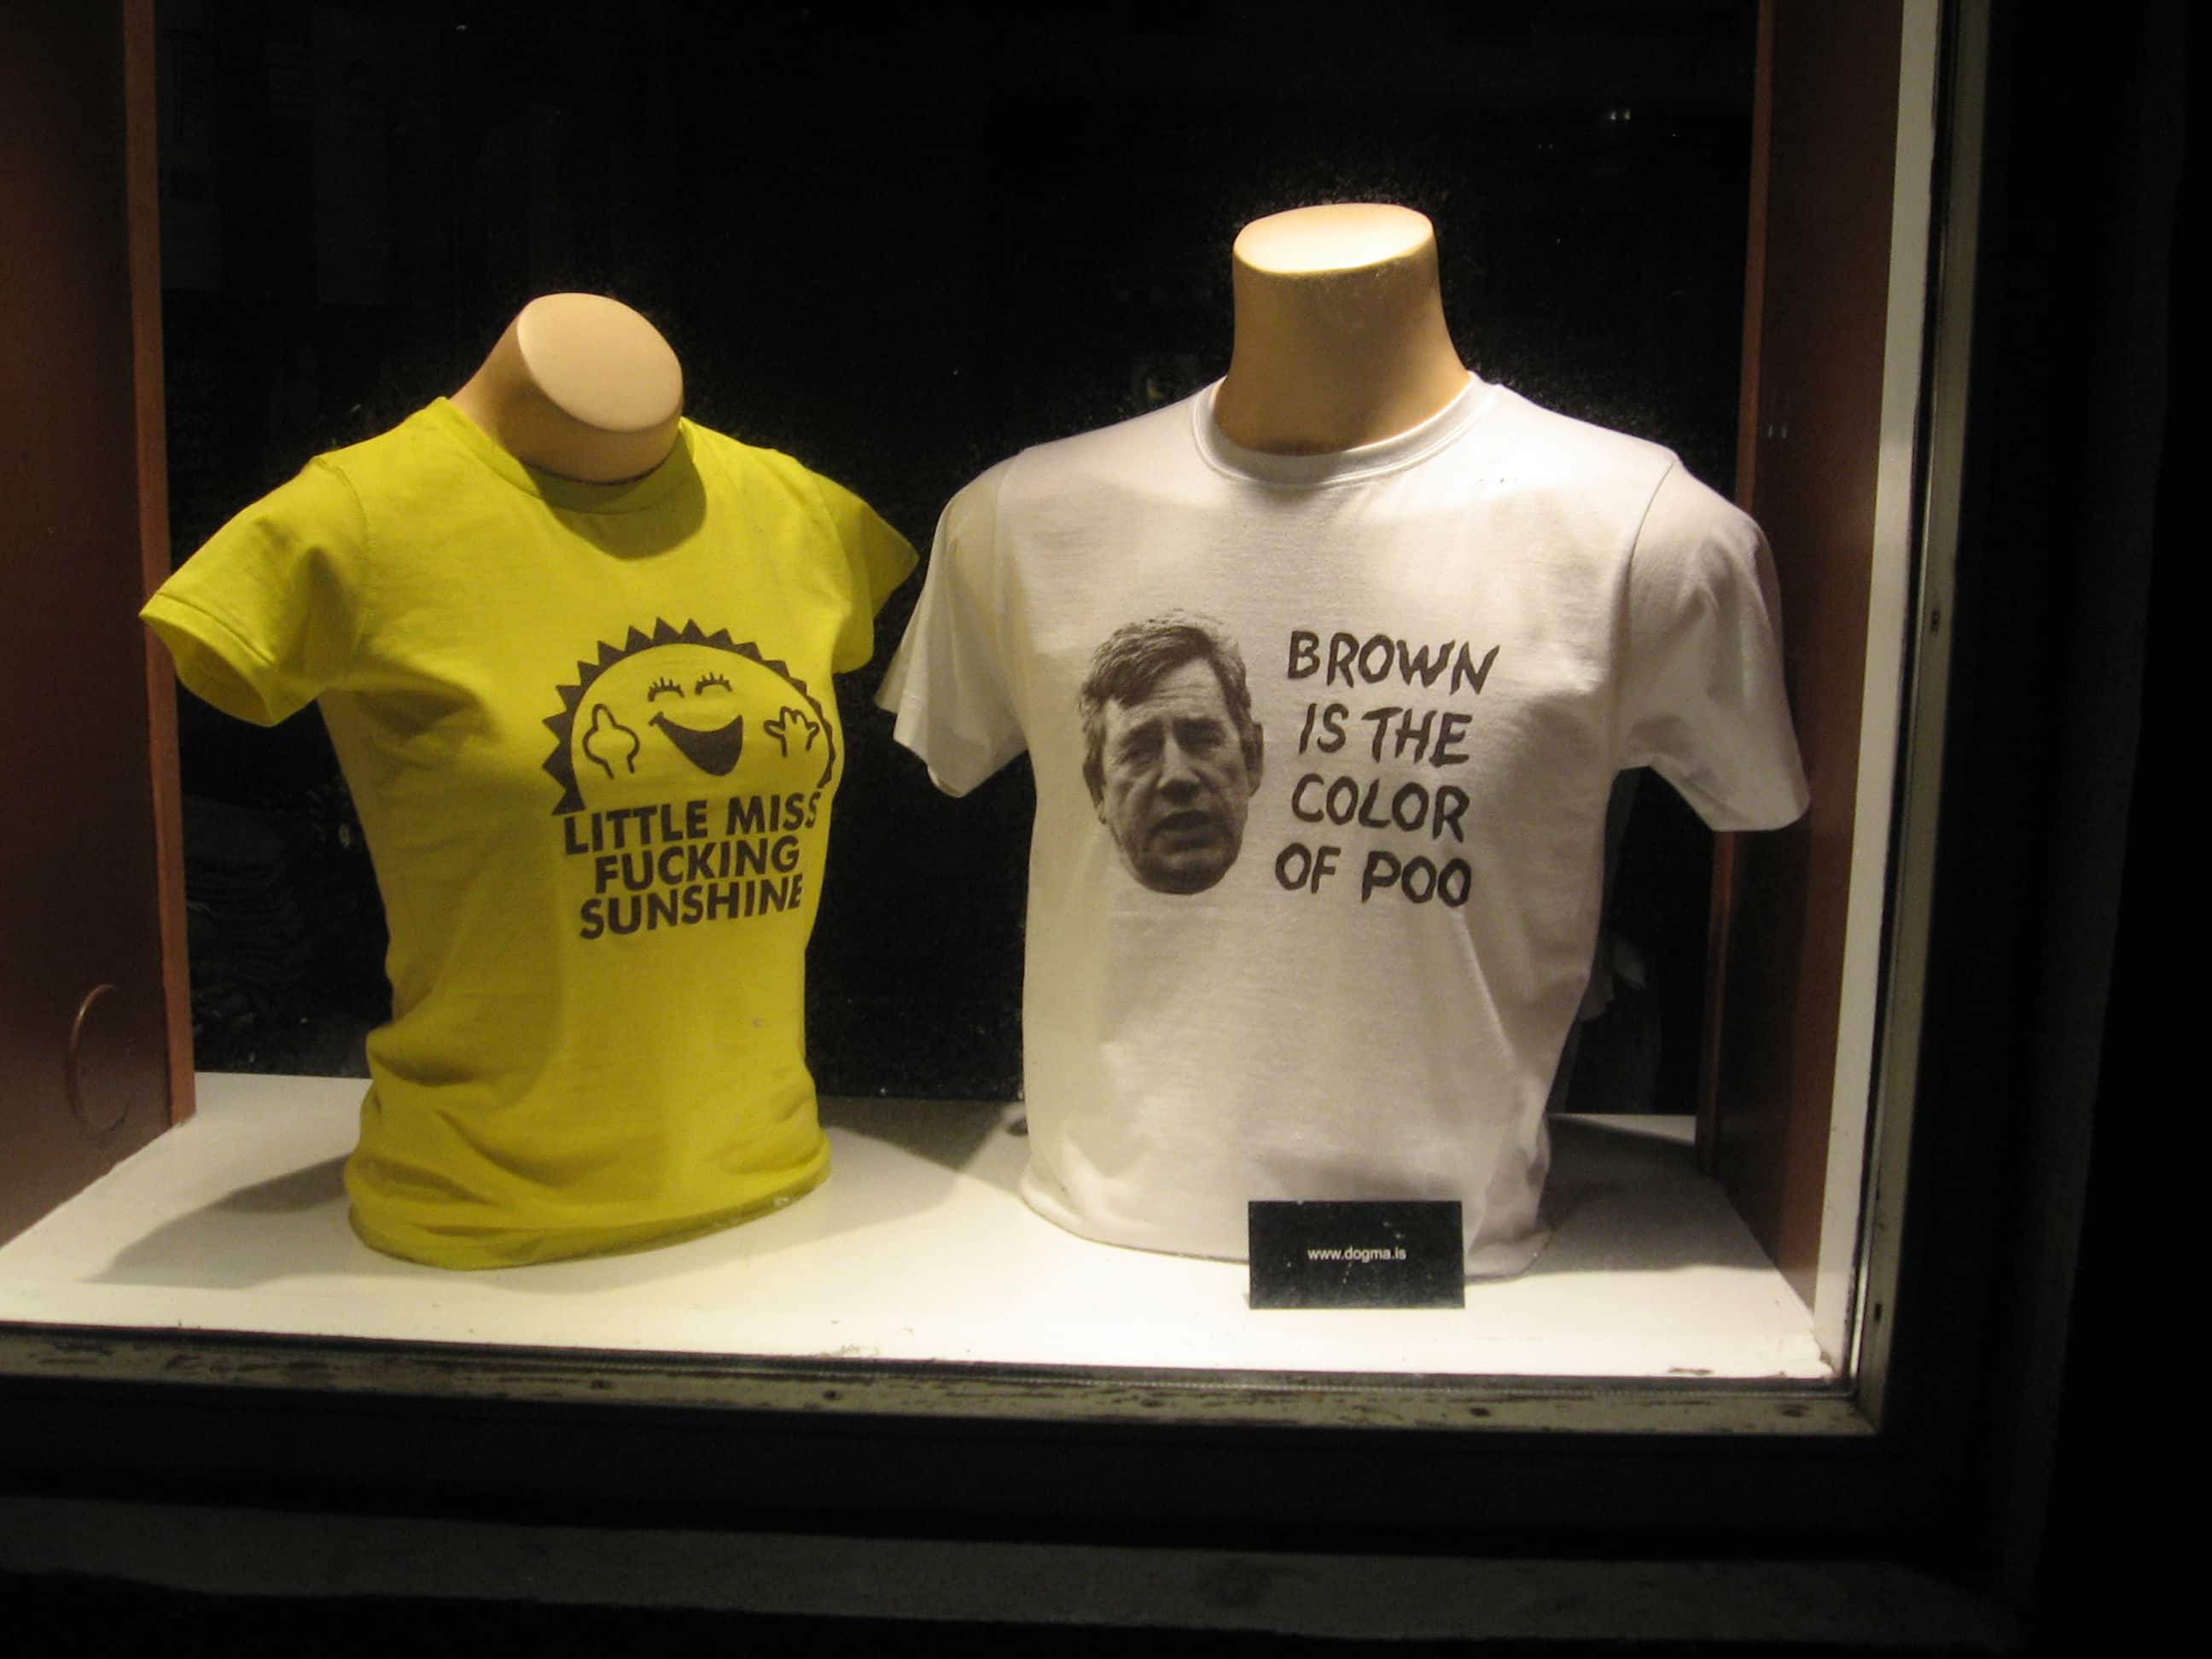 LITTLE MISS
FUCKING
SUNSHINE
BROWN
IS THE
COLOR
OF POO
www.dogma.is